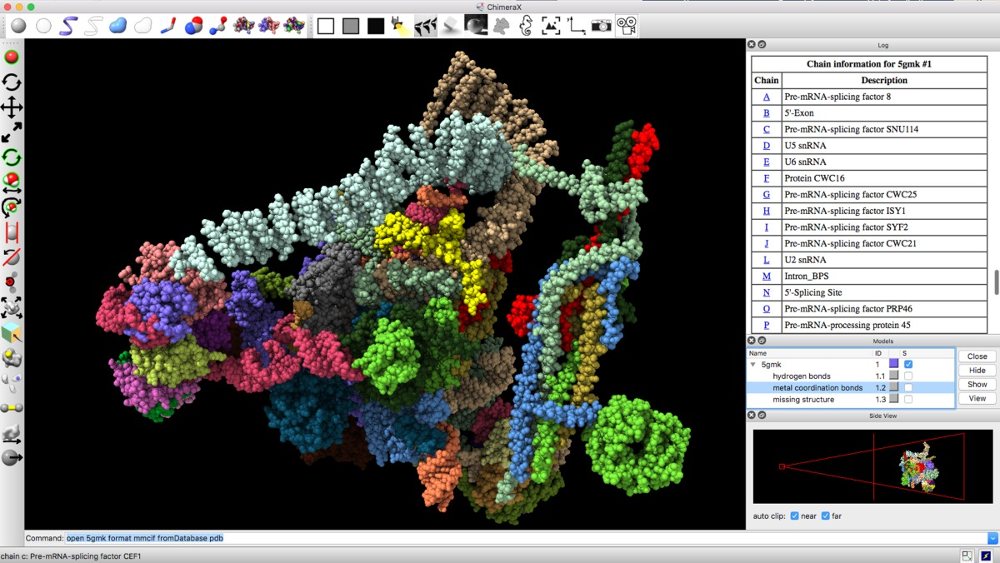 ChimeraX
Log
Chain information for 5gmk #1
Chain Description
A Pre-mRNA-splicing factor 8
B 5'-Exon
C Pre-mRNA-splicing factor SNU114
D U5 snRNA
E U6 snRNA
F Protein CWC16
G Pre-mRNA-splicing factor CWC25
H Pre-mRNA-splicing factor ISY1
I Pre-mRNA-splicing factor SYF2
J Pre-mRNA-splicing factor CWC21
L U2 snRNA
M Intron_BPS
N 5'-Splicing Site
O Pre-mRNA-splicing factor PRP46
P Pre-mRNA-processing protein 45
Models
Name ID S
5gmk 1
hydrogen bonds 1.1
metal coordination bonds 1.2
missing structure 1.3
Close
Hide
Show
View
Side View
auto clip: near far
Command: open 5gmk format mmcif fromDatabase pdb
chain c: Pre-mRNA-splicing factor CEF1